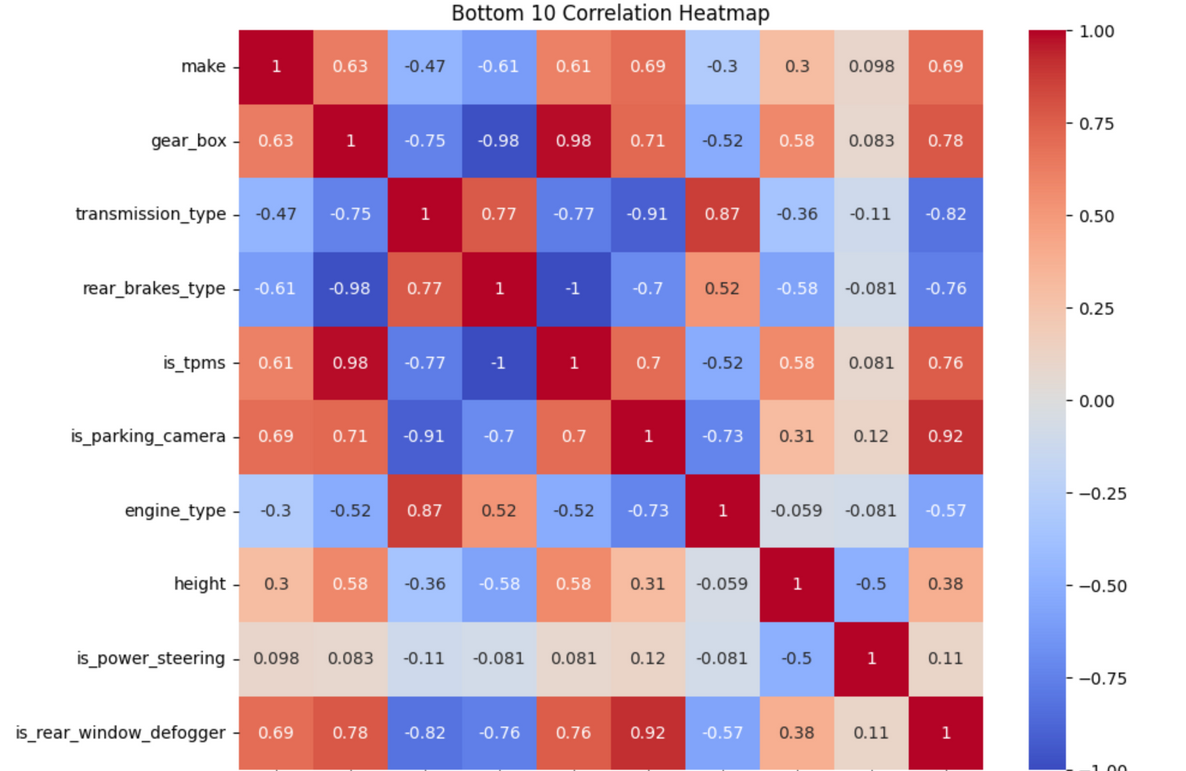 Bottom 10 Correlation Heatmap
make 1 0.63 -0.47 -0.61 0.61 0.69 -0.3 0.3 0.098 0.69
gear_box 0.63 1 -0.75 -0.98 0.98 0.71 -0.52 0.58 0.083 0.78
transmission_type -0.47 -0.75 1 0.77 -0.77 -0.91 0.87 -0.36 -0.11 -0.82
rear_brakes_type -0.61 -0.98 0.77 1 -1 -0.7 0.52 -0.58 -0.081 -0.76
is_tpms 0.61 0.98 -0.77 -1 1 0.7 -0.52 0.58 0.081 0.76
is_parking_camera 0.69 0.71 -0.91 -0.7 0.7 1 -0.73 0.31 0.12 0.92
engine_type -0.3 -0.52 0.87 0.52 -0.52 -0.73 1 -0.059 -0.081 -0.57
height 0.3 0.58 -0.36 -0.58 0.58 0.31 -0.059 1 -0.5 0.38
is_power_steering 0.098 0.083 -0.11 -0.081 0.081 0.12 -0.081 -0.5 1 0.11
is_rear_window_defogger 0.69 0.78 -0.82 -0.76 0.76 0.92 -0.57 0.38 0.11 1
1.00
0.75
0.50
0.25
0.00
−0.25
−0.50
−0.75
−1.00